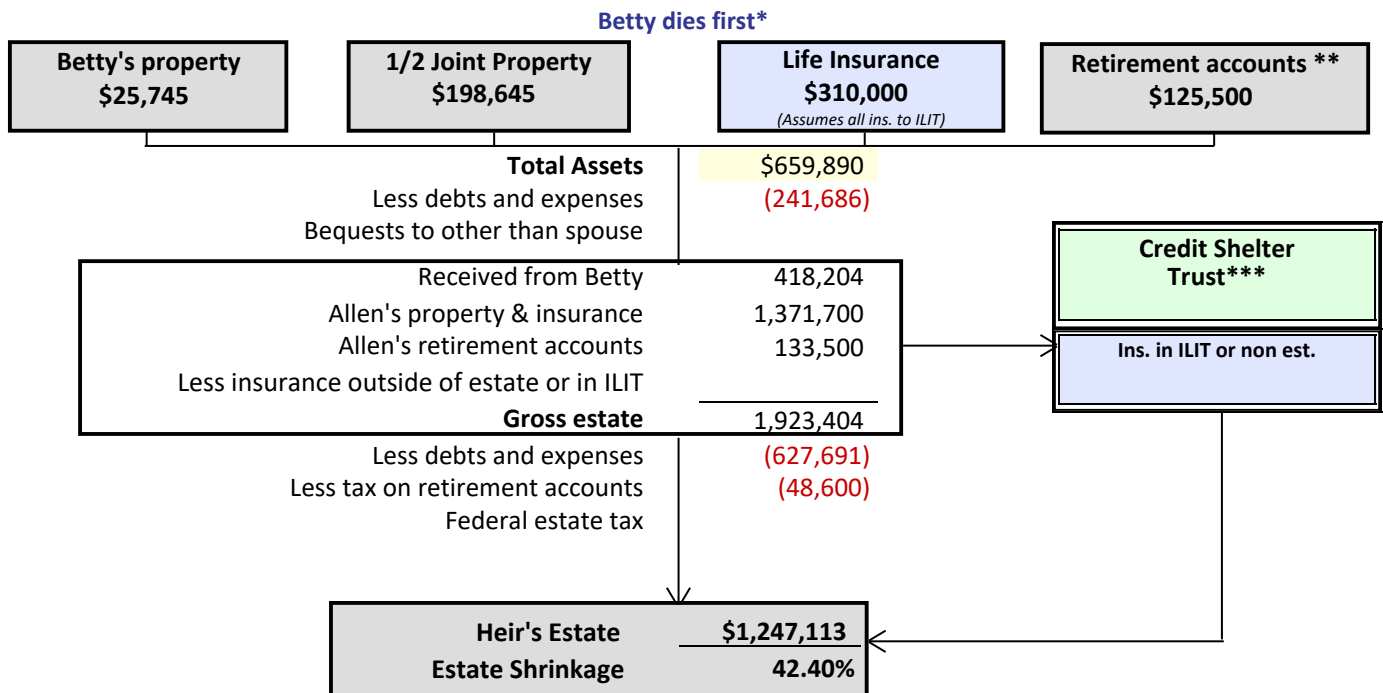 Betty dies first*
Betty's property
$25,745
1/2 Joint Property
$198,645
Life Insurance
$310,000
(Assumes all ins. to ILIT)
Retirement accounts **
$125,500
Total Assets $659,890
Less debts and expenses (241,686)
Bequests to other than spouse
Received from Betty 418,204
Allen's property & insurance 1,371,700
Allen's retirement accounts 133,500
Less insurance outside of estate or in ILIT
Gross estate 1,923,404
Credit Shelter
Trust***
Ins. in ILIT or non est.
Less debts and expenses (627,691)
Less tax on retirement accounts (48,600)
Federal estate tax
Heir's Estate $1,247,113
Estate Shrinkage 42.40%